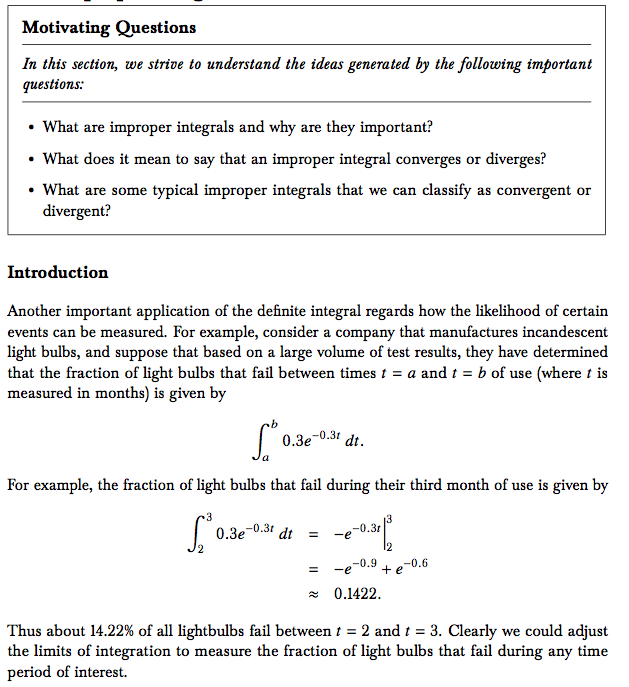 Motivating Questions
In this section, we strive to understand the ideas generated by the following important
questions:
• What are improper integrals and why are they important?
• What does it mean to say that an improper integral converges or diverges?
• What are some typical improper integrals that we can classify as convergent or
divergent?
Introduction
Another important application of the definite integral regards how the likelihood of certain
events can be measured. For example, consider a company that manufactures incandescent
light bulbs, and suppose that based on a large volume of test results, they have determined
that the fraction of light bulbs that fail between times t = a and t = b of use (where t is
measured in months) is given by
∫_a^b 0.3e^{−0.3t} dt.
For example, the fraction of light bulbs that fail during their third month of use is given by
∫_2^3 0.3e^{−0.3t} dt = −e^{−0.3t}|_2^3
= −e^{−0.9} + e^{−0.6}
≈ 0.1422.
Thus about 14.22% of all lightbulbs fail between t = 2 and t = 3. Clearly we could adjust
the limits of integration to measure the fraction of light bulbs that fail during any time
period of interest.